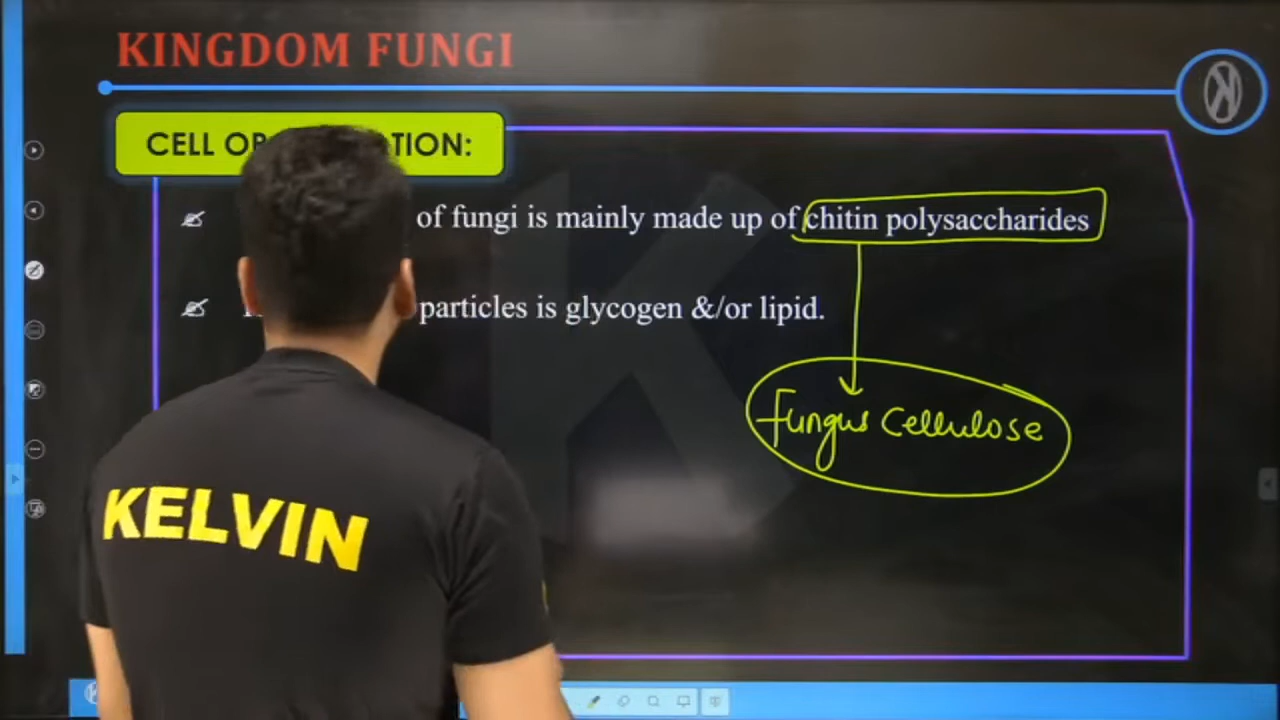 KINGDOM FUNGI
CELL OR TION:
of fungi is mainly made up of chitin polysaccharides
particles is glycogen &/or lipid.
Fungus Cellulose
KELVIN